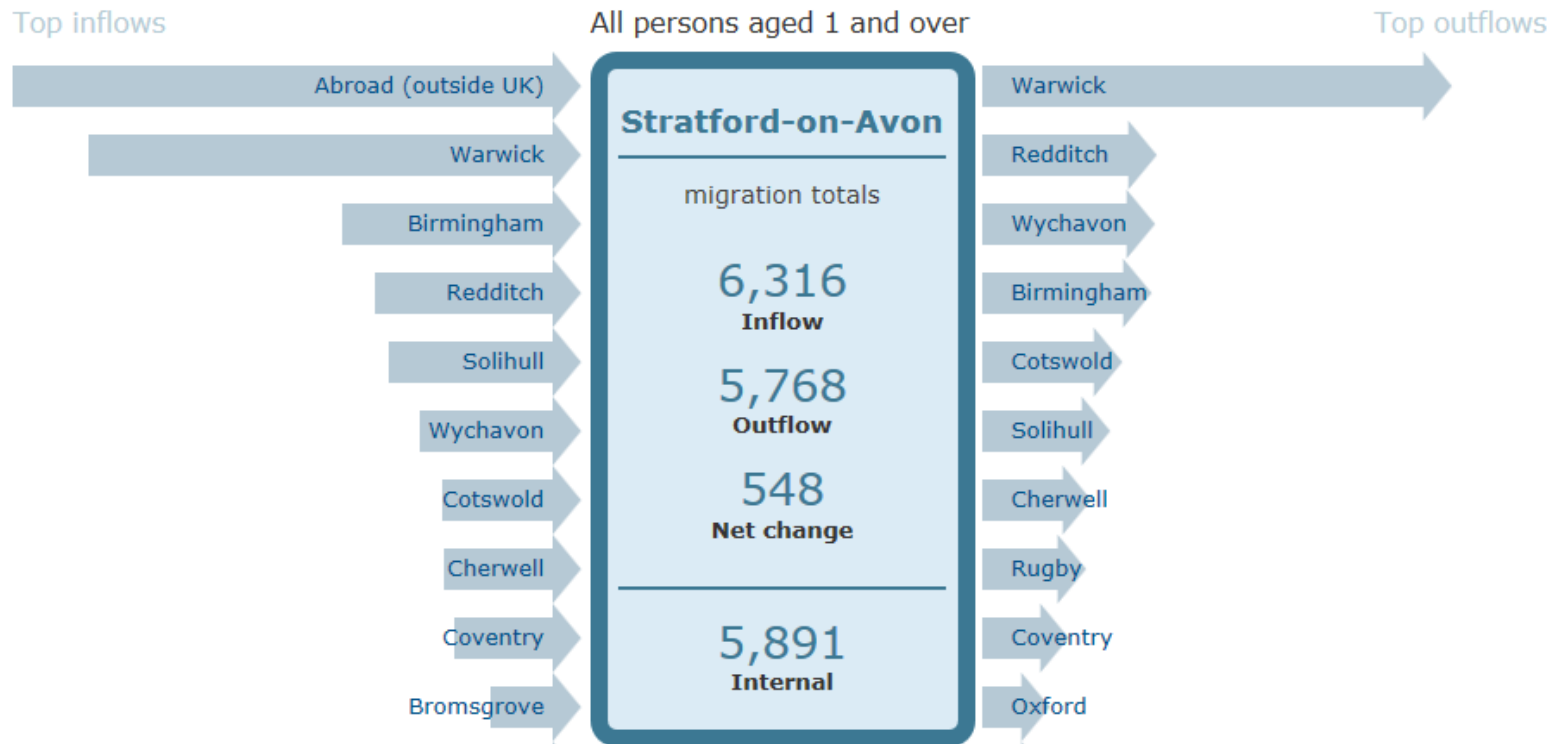 Top inflows
All persons aged 1 and over
Top outflows
Abroad (outside UK)
Warwick
Birmingham
Redditch
Solihull
Wychavon
Cotswold
Cherwell
Coventry
Bromsgrove
Stratford-on-Avon
migration totals
6,316
Inflow
5,768
Outflow
548
Net change
5,891
Internal
Warwick
Redditch
Wychavon
Birmingham
Cotswold
Solihull
Cherwell
Rugby
Coventry
Oxford